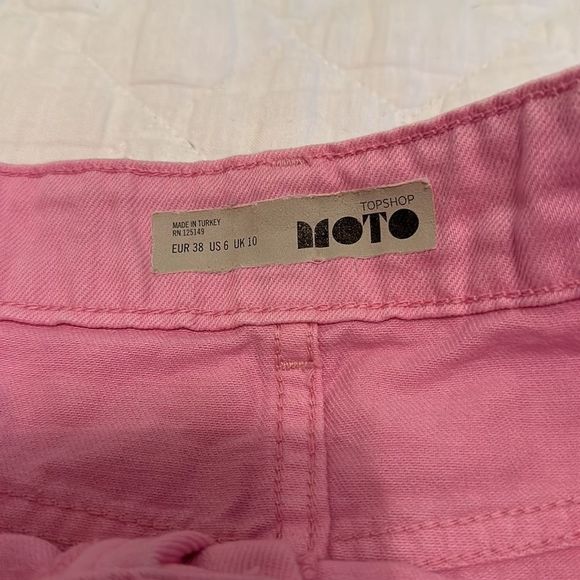 MADE IN TURKEY
RN 125149
EUR 38 US 6 UK 10
TOPSHOP
MOTO